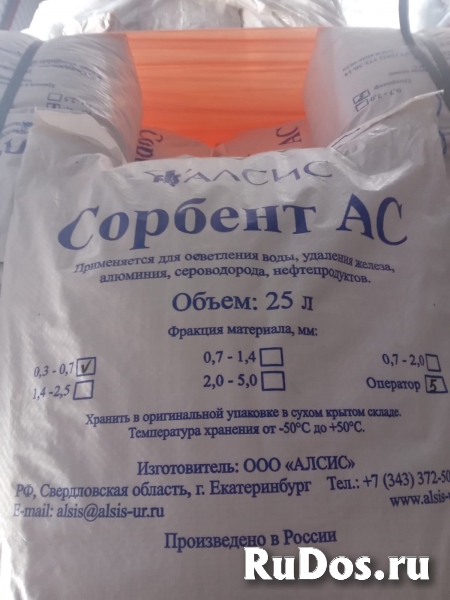 АЛСИС
Сорбент АС
Применяется для осветления воды, удаления железа,
алюминия, сероводорода, нефтепродуктов.
Объем: 25 л
Фракция материала, мм:
0,3 - 0,7 0,7 - 1,4 0,7 - 2,0
1,4 - 2,5 2,0 - 5,0 Оператор 5
Хранить в оригинальной упаковке в сухом крытом складе.
Температура хранения от -50°С до +50°С.
Изготовитель: ООО «АЛСИС»
РФ, Свердловская область, г. Екатеринбург Тел.: +7 (343) 372-50
E-mail: alsis@alsis-ur.ru www.alsis-
Произведено в России
RuDos.ru